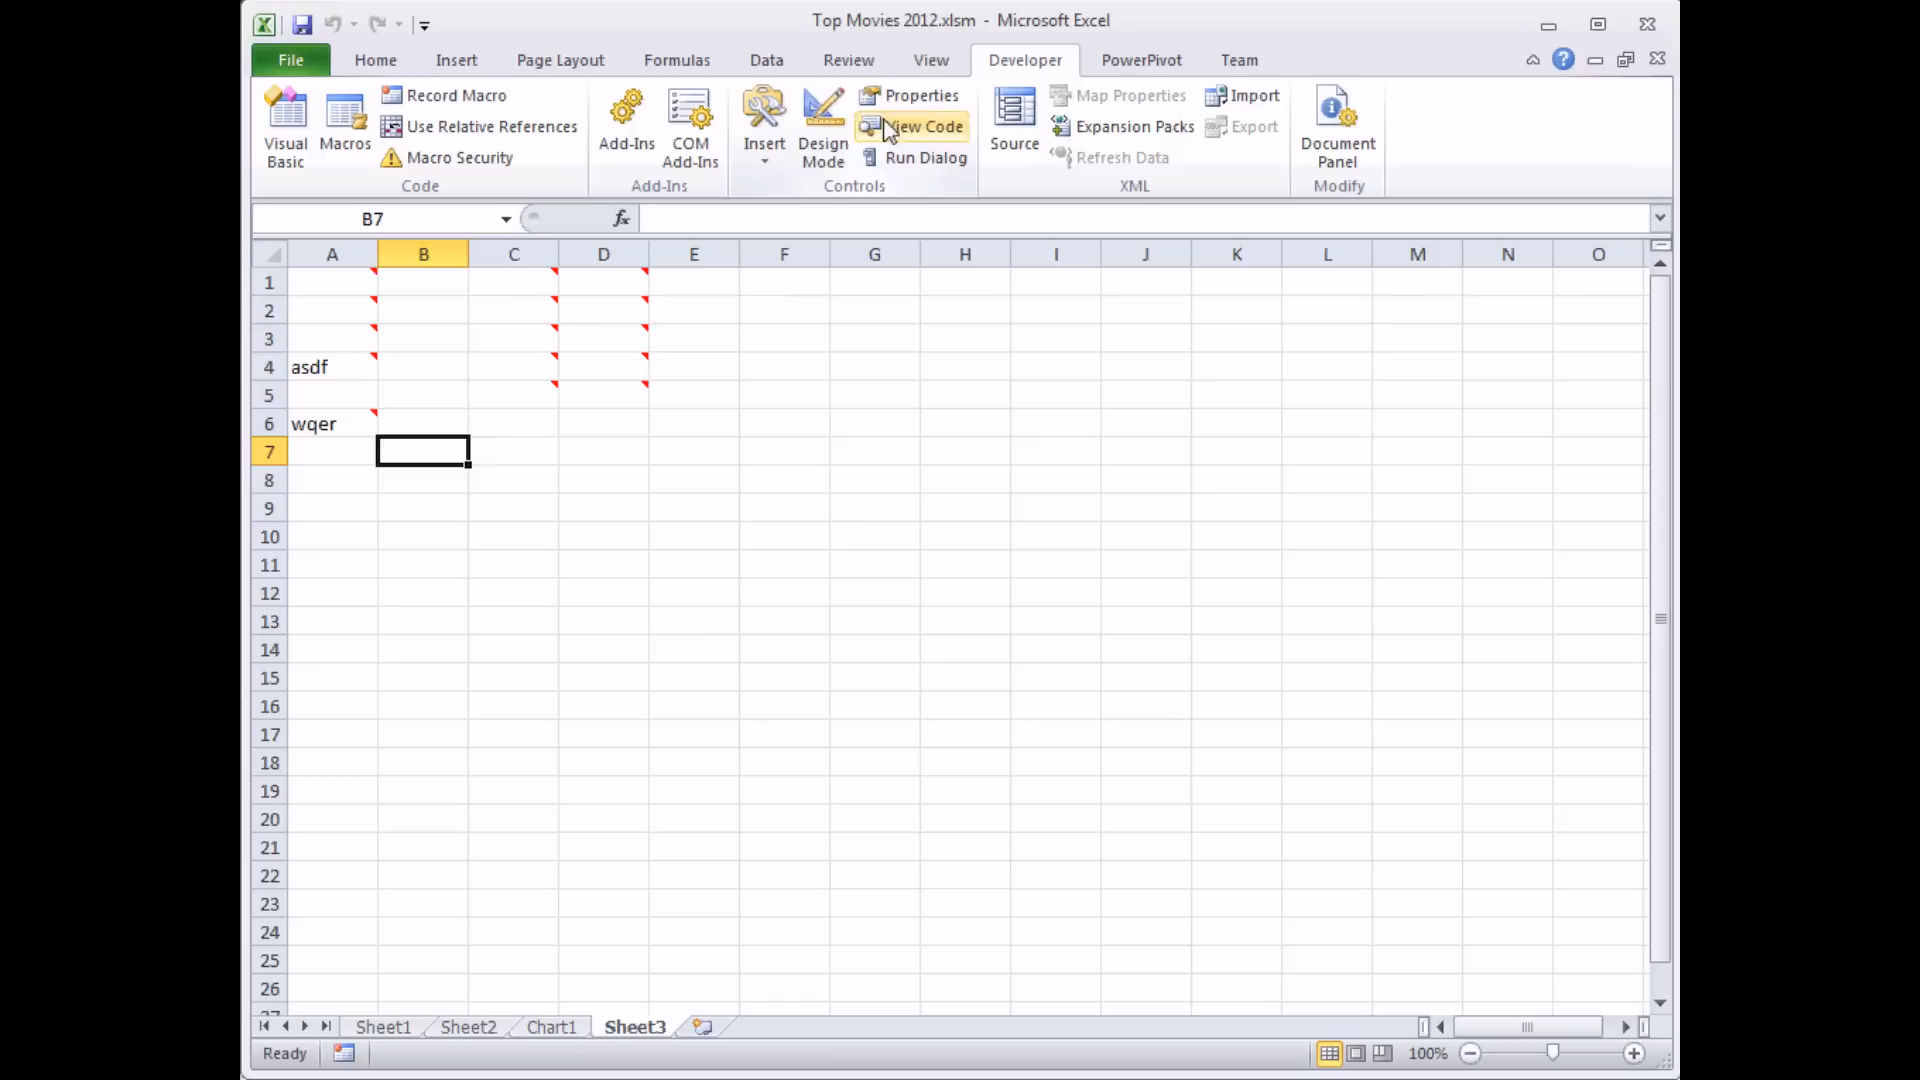 Top Movies 2012.xlsm - Microsoft Excel
File Home Insert Page Layout Formulas Data Review View Developer PowerPivot Team
Visual Basic
Macros
Record Macro
Use Relative References
Macro Security
Code
Add-Ins
COM Add-Ins
Add-Ins
Insert
Design Mode
Properties
View Code
Run Dialog
Controls
Source
Map Properties
Expansion Packs
Refresh Data
Import
Export
XML
Document Panel
Modify
B7 fx
A B C D E F G H I J K L M N O
1
2
3
4 asdf
5
6 wqer
7
8
9
10
11
12
13
14
15
16
17
18
19
20
21
22
23
24
25
26
27
Sheet1 Sheet2 Chart1 Sheet3
Ready 100%